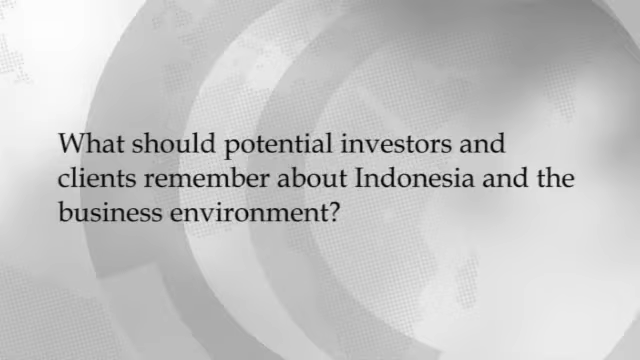 What should potential investors and
clients remember about Indonesia and the
business environment?